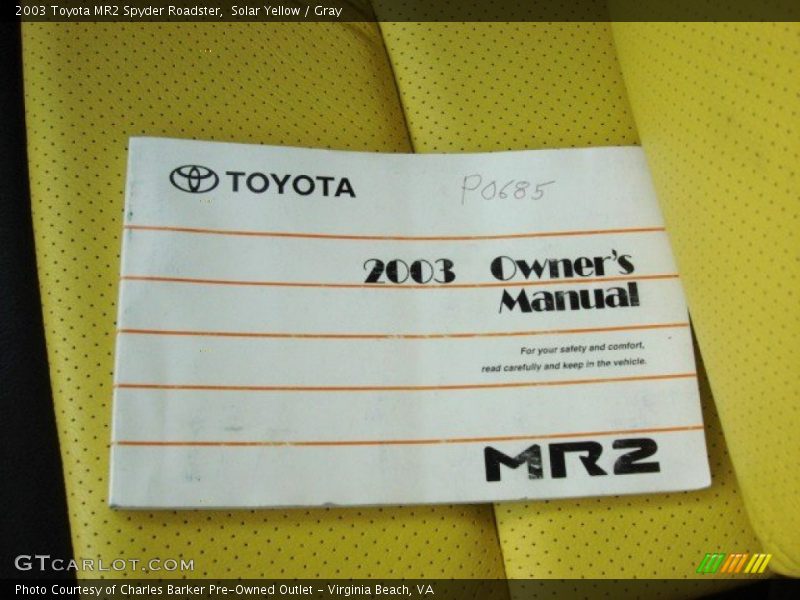 2003 Toyota MR2 Spyder Roadster,  Solar Yellow / Gray
TOYOTA
P0685
2003 Owner's
Manual
For your safety and comfort,
read carefully and keep in the vehicle.
MR2
GTCARLOT.COM
Photo Courtesy of Charles Barker Pre-Owned Outlet - Virginia Beach, VA